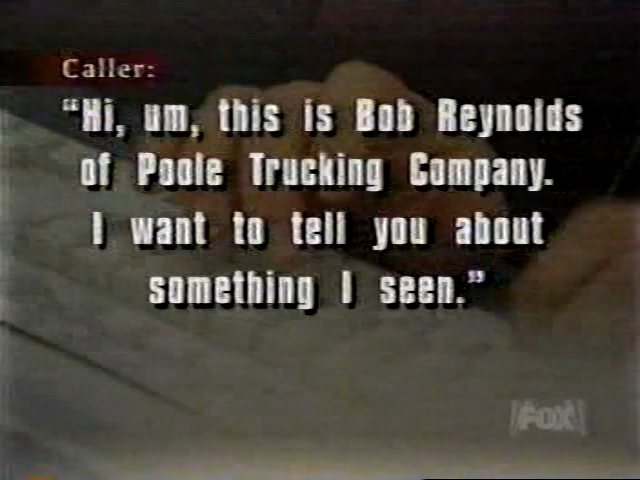 Caller:
“Hi, um, this is Bob Reynolds
of Poole Trucking Company.
I want to tell you about
something I seen.”
FOX